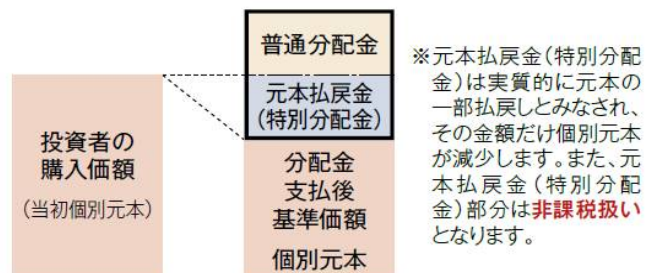 普通分配金
元本払戻金
(特別分配金)
投資者の
購入価額
(当初個別元本)
分配金
支払後
基準価額
個別元本
※元本払戻金(特別分配
金)は実質的に元本の
一部払戻しとみなされ、
その金額だけ個別元本
が減少します。また、元
本払戻金(特別分配
金)部分は非課税扱い
となります。